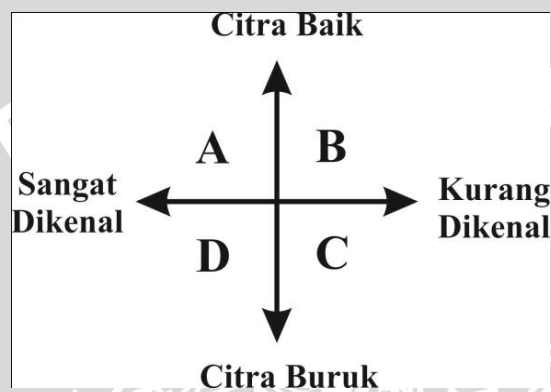 Citra Baik
A B
Sangat
Dikenal
Kurang
Dikenal
D C
Citra Buruk